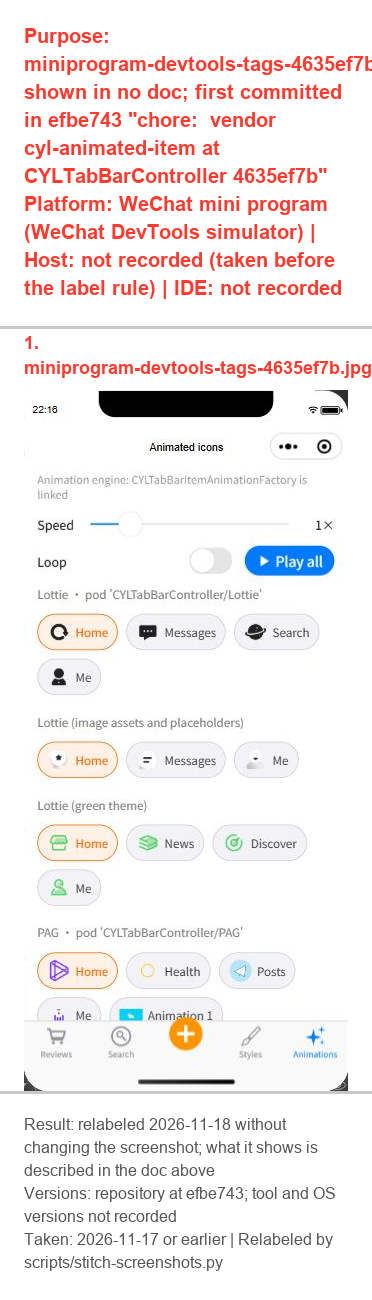 Purpose:
miniprogram-devtools-tags-4635ef7b
shown in no doc; first committed
in efbe743 "chore:  vendor
cyl-animated-item at
CYLTabBarController 4635ef7b"
Platform: WeChat mini program
(WeChat DevTools simulator) |
Host: not recorded (taken before
the label rule) | IDE: not recorded
1.
miniprogram-devtools-tags-4635ef7b.jpg
22:16
Animated icons
Animation engine: CYLTabBarItemAnimationFactory is
linked
Speed 1×
Loop Play all
Lottie · pod 'CYLTabBarController/Lottie'
Home Messages Search
Me
Lottie (image assets and placeholders)
Home Messages Me
Lottie (green theme)
Home News Discover
Me
PAG · pod 'CYLTabBarController/PAG'
Home Health Posts
Me Animation 1
Reviews Search Styles Animations
Result: relabeled 2026-11-18 without
changing the screenshot; what it shows is
described in the doc above
Versions: repository at efbe743; tool and OS
versions not recorded
Taken: 2026-11-17 or earlier | Relabeled by
scripts/stitch-screenshots.py